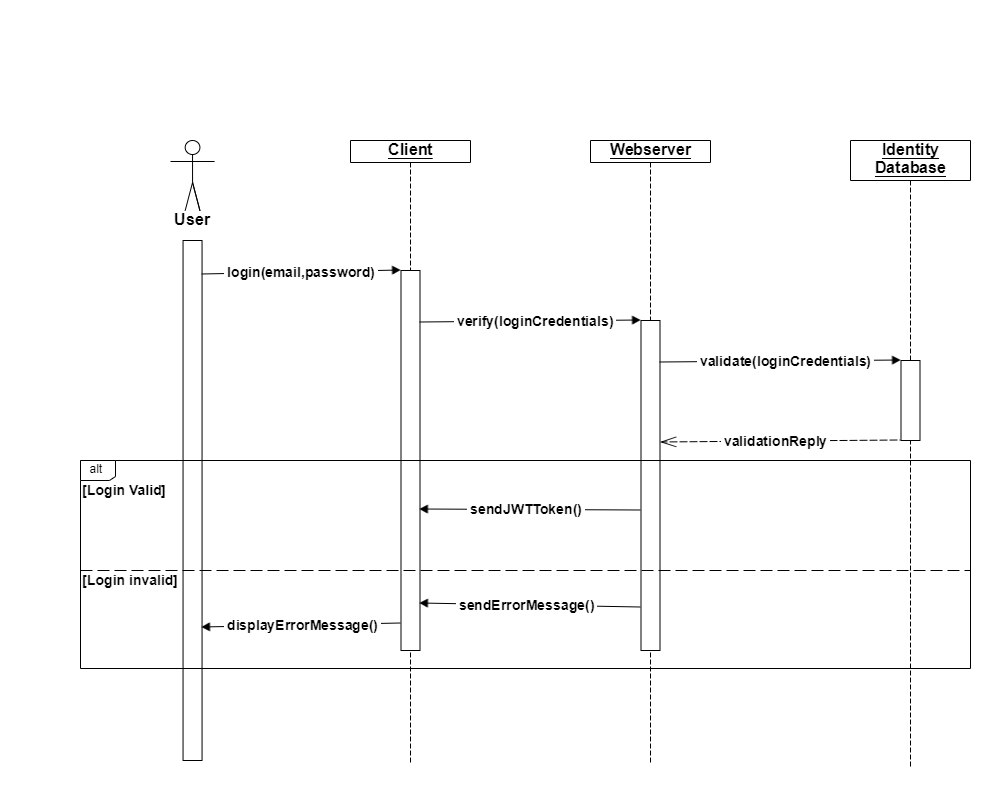 Client
Webserver
Identity
Database
User
login(email,password)
verify(loginCredentials)
validate(loginCredentials)
validationReply
alt
[Login Valid]
sendJWTToken()
[Login invalid]
sendErrorMessage()
displayErrorMessage()